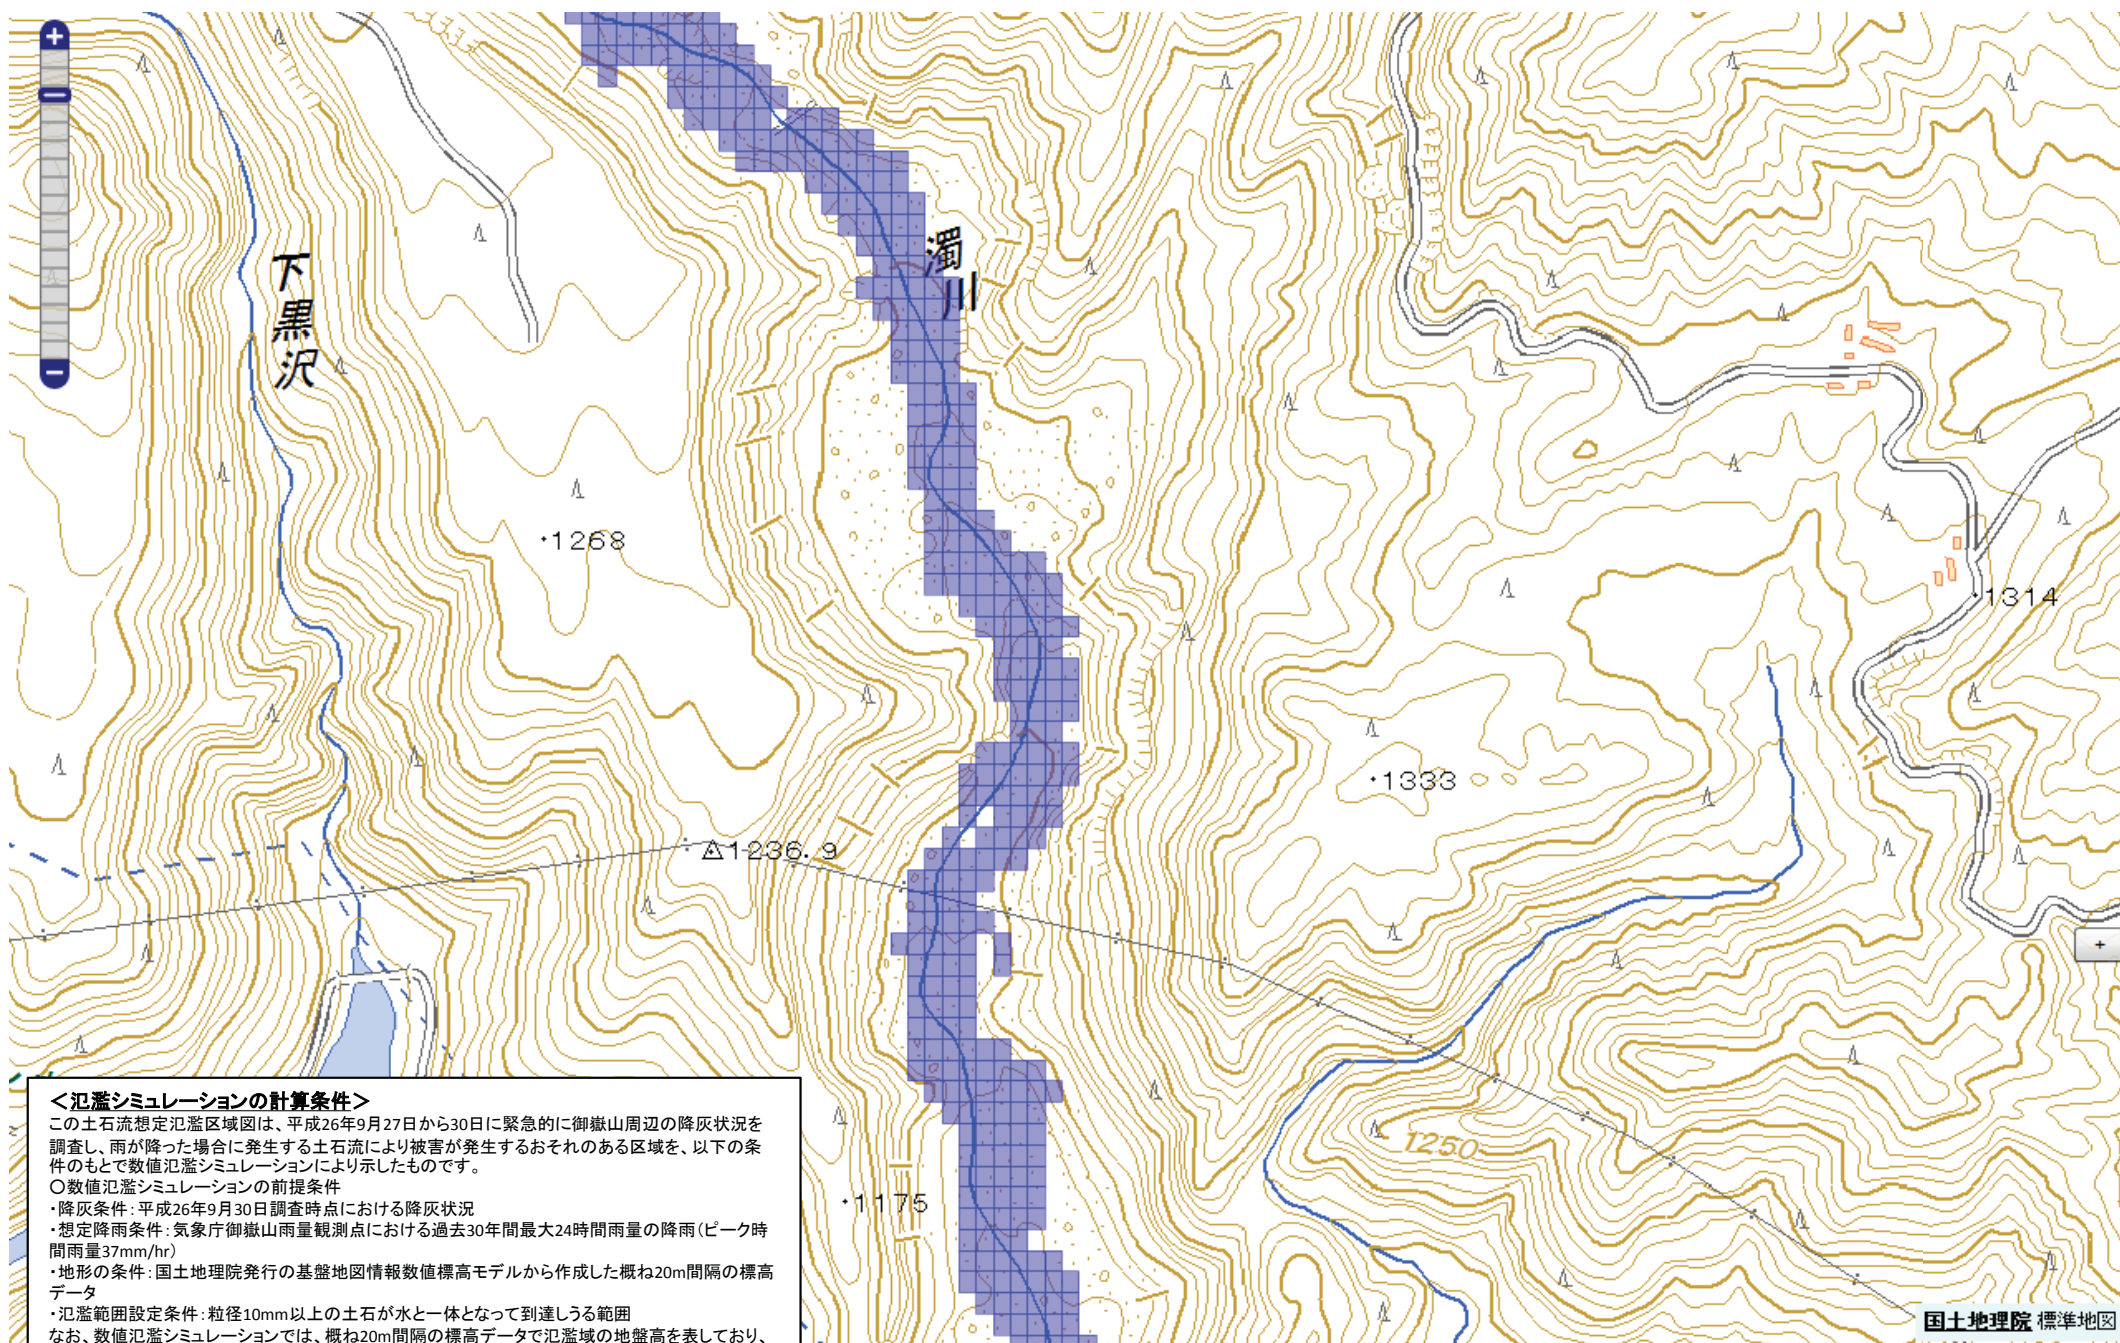 下黒沢
濁川
・1268
1314
・1333
1236.9
1250
・1175
＜氾濫シミュレーションの計算条件＞
この土石流想定氾濫区域図は、平成26年9月27日から30日に緊急的に御嶽山周辺の降灰状況を
調査し、雨が降った場合に発生する土石流により被害が発生するおそれのある区域を、以下の条
件のもとで数値氾濫シミュレーションにより示したものです。
○数値氾濫シミュレーションの前提条件
・降灰条件：平成26年9月30日調査時点における降灰状況
・想定降雨条件：気象庁御嶽山雨量観測点における過去30年間最大24時間雨量の降雨（ピーク時
間雨量37mm/hr）
・地形の条件：国土地理院発行の基盤地図情報数値標高モデルから作成した概ね20m間隔の標高
データ
・氾濫範囲設定条件：粒径10mm以上の土石が水と一体となって到達しうる範囲
なお、数値氾濫シミュレーションでは、概ね20m間隔の標高データで氾濫域の地盤高を表しており、
国土地理院 標準地図